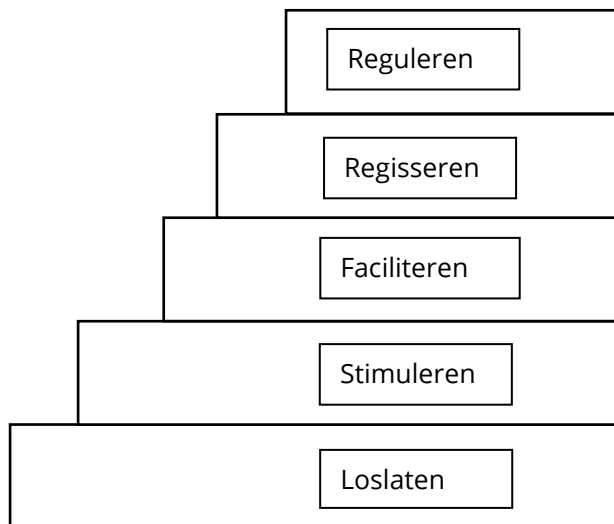 Reguleren
Regisseren
Faciliteren
Stimuleren
Loslaten